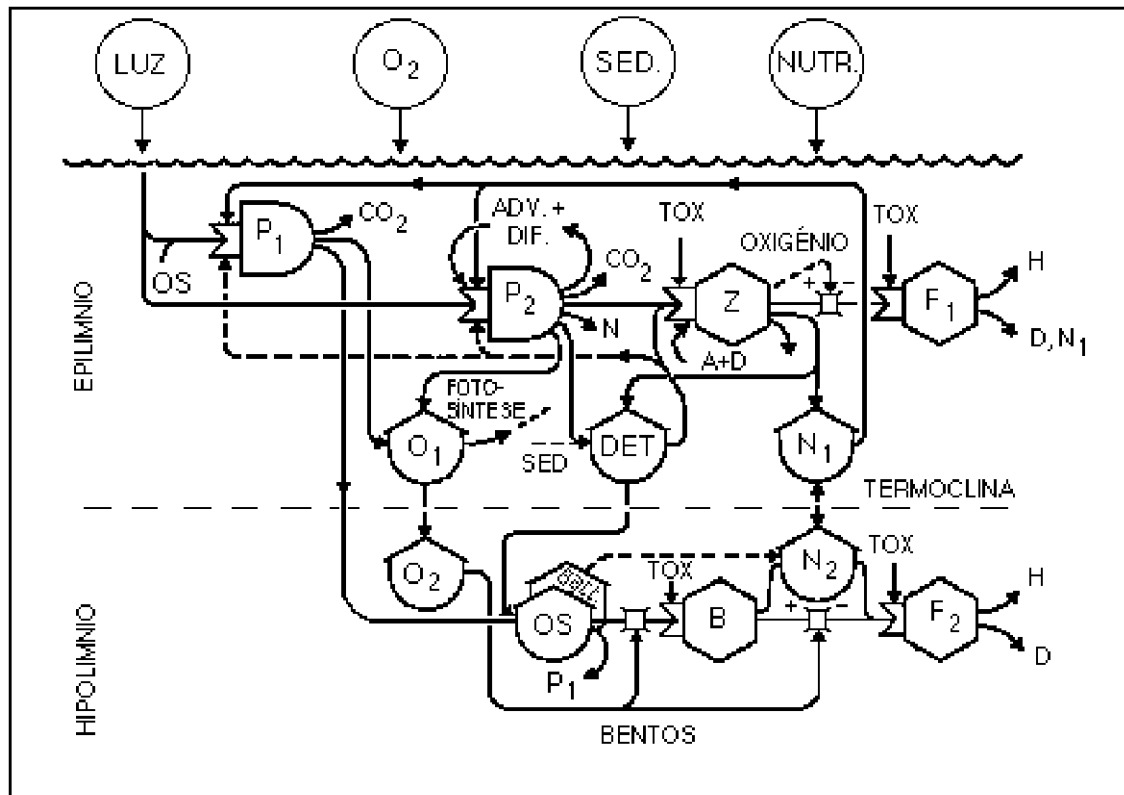 LUZ
O2
SED.
NUTR.
P1
CO2
OS
ADV. +
DIF.
P2
CO2
N
TOX
Z
A+D
OXIGÉNIO
+ −
TOX
F1
H
D, N1
EPILIMNIO
FOTO-
SÍNTESE
O1
SED
DET
N1
TERMOCLINA
HIPOLIMNIO
O2
OS
P1
TOX
B
N2
+ −
TOX
F2
H
D
BENTOS